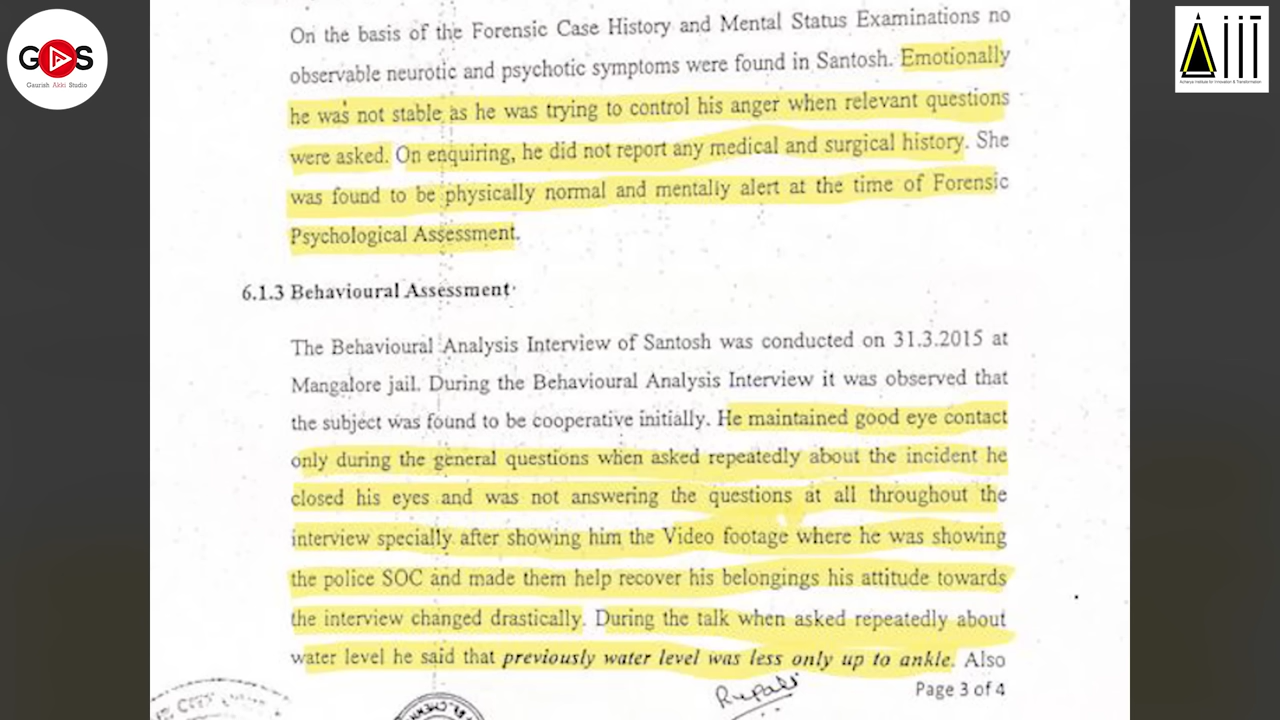 GAS
Gaurish Akki Studio
AIIT
Acharya Institute for Innovation & Transformation
On the basis of the Forensic Case History and Mental Status Examinations no
observable neurotic and psychotic symptoms were found in Santosh. Emotionally
he was not stable as he was trying to control his anger when relevant questions
were asked. On enquiring, he did not report any medical and surgical history. She
was found to be physically normal and mentally alert at the time of Forensic
Psychological Assessment.
6.1.3 Behavioural Assessment
The Behavioural Analysis Interview of Santosh was conducted on 31.3.2015 at
Mangalore jail. During the Behavioural Analysis Interview it was observed that
the subject was found to be cooperative initially. He maintained good eye contact
only during the general questions when asked repeatedly about the incident he
closed his eyes and was not answering the questions at all throughout the
interview specially after showing him the Video footage where he was showing
the police SOC and made them help recover his belongings his attitude towards
the interview changed drastically. During the talk when asked repeatedly about
water level he said that previously water level was less only up to ankle. Also
Rupali
Page 3 of 4